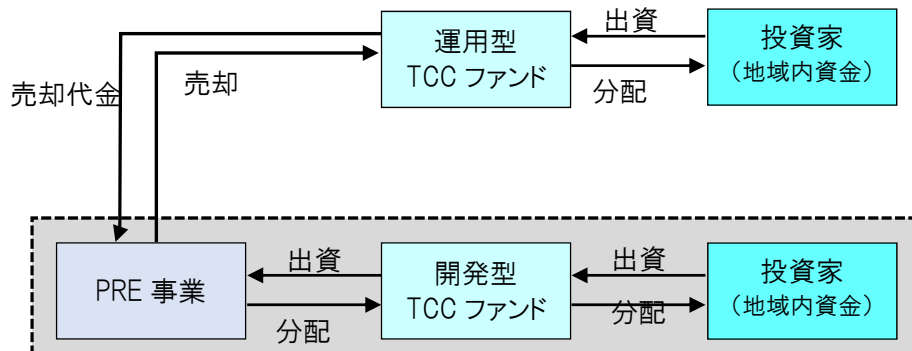 出資
運用型
TCC ファンド
投資家
（地域内資金）
売却
売却代金
分配
出資
出資
PRE 事業
開発型
TCC ファンド
投資家
（地域内資金）
分配
分配